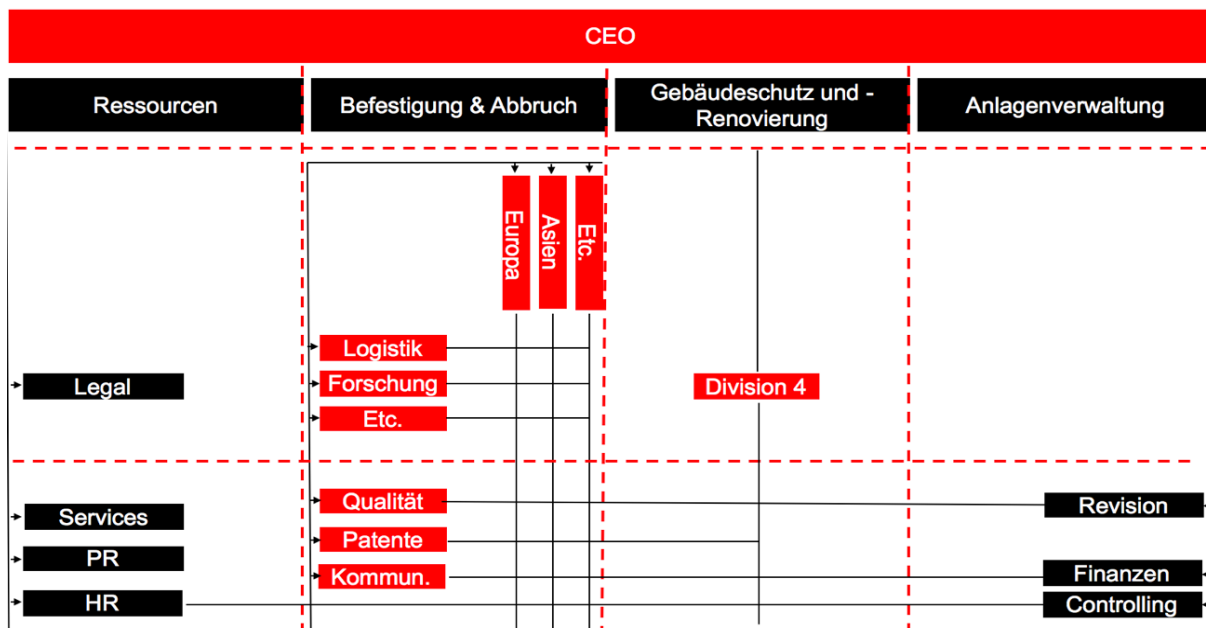 CEO
Ressourcen
Befestigung & Abbruch
Gebäudeschutz und -
Renovierung
Anlagenverwaltung
Europa
Asien
Etc.
Logistik
Forschung
Etc.
Legal
Division 4
Qualität
Patente
Kommun.
Services
PR
HR
Revision
Finanzen
Controlling